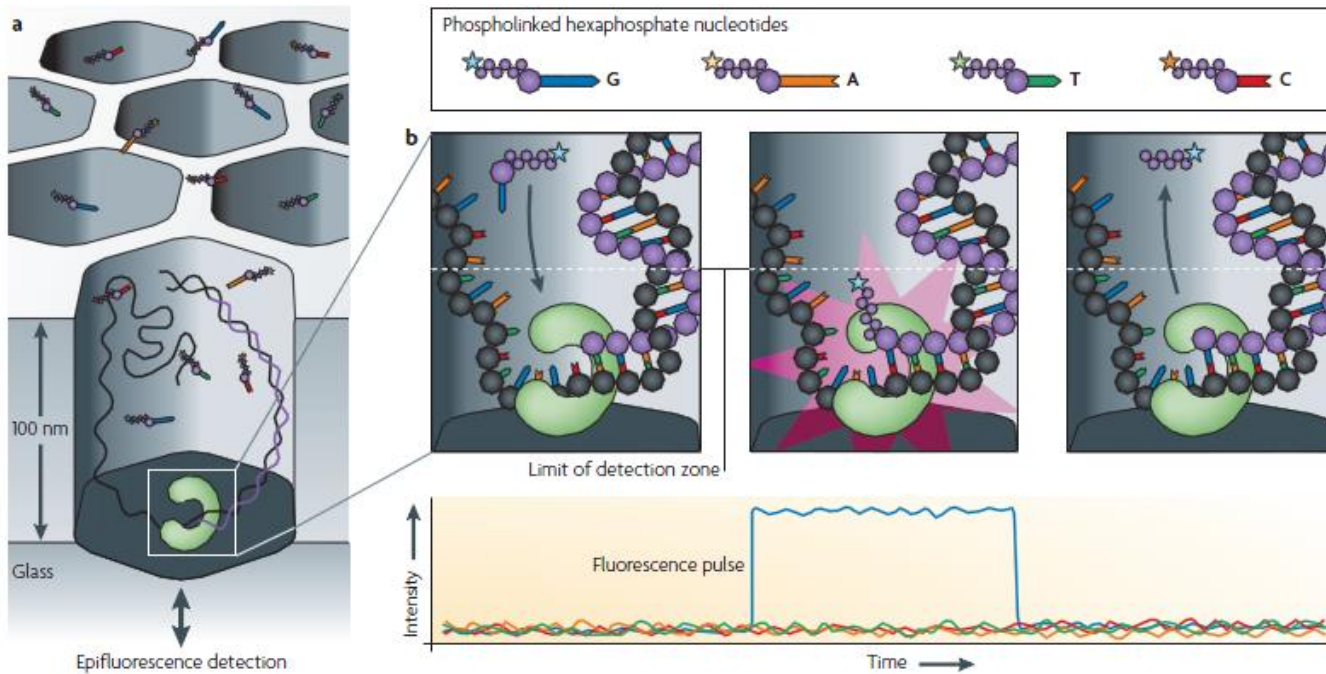 a
Phospholinked hexaphosphate nucleotides
G
A
T
C
b
100 nm
Limit of detection zone
Glass
Fluorescence pulse
Intensity
Epifluorescence detection
Time